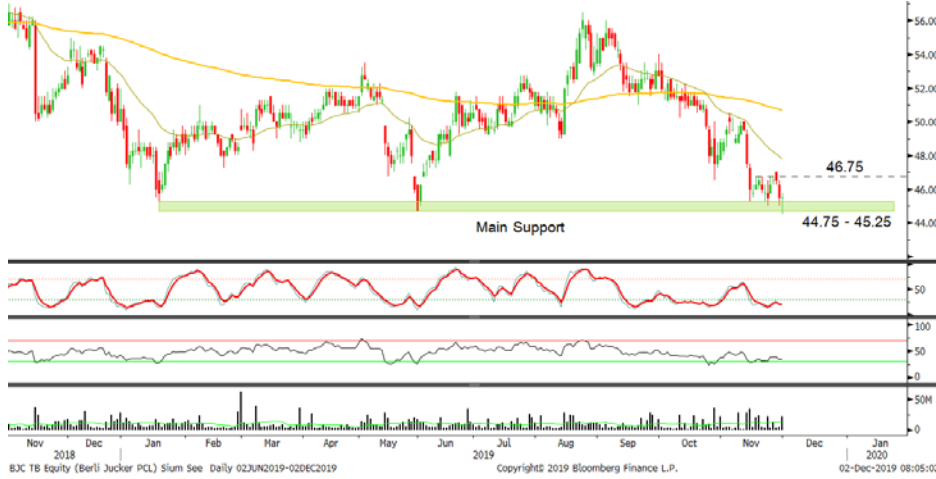 56.00
54.00
52.00
50.00
48.00
46.75
46.00
44.75 - 45.25
44.00
Main Support
50
100
50
0
50M
0
Nov Dec Jan Feb Mar Apr May Jun Jul Aug Sep Oct Nov Dec Jan
2018 2019 2020
BJC TB Equity (Berli Jucker PCL) Sium See Daily 02JUN2019-02DEC2019 Copyright© 2019 Bloomberg Finance L.P. 02-Dec-2019 08:05:02